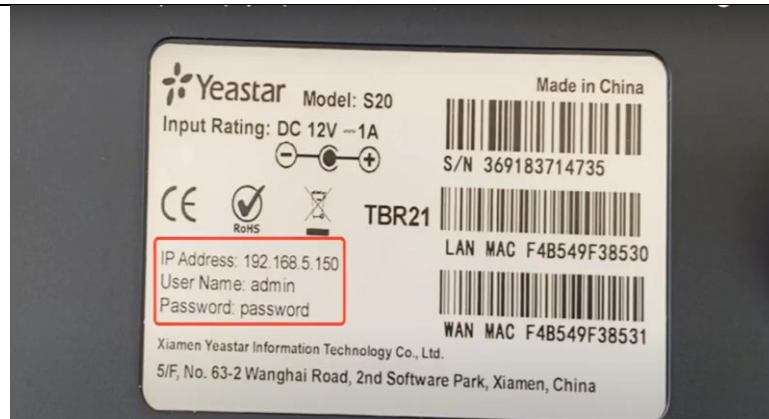 Yeastar Model: S20
Made in China
Input Rating: DC 12V ⎓ 1A
S/N 369183714735
CE
RoHS
TBR21
LAN MAC F4B549F38530
IP Address: 192.168.5.150
User Name: admin
Password: password
WAN MAC F4B549F38531
Xiamen Yeastar Information Technology Co., Ltd.
5/F, No. 63-2 Wanghai Road, 2nd Software Park, Xiamen, China